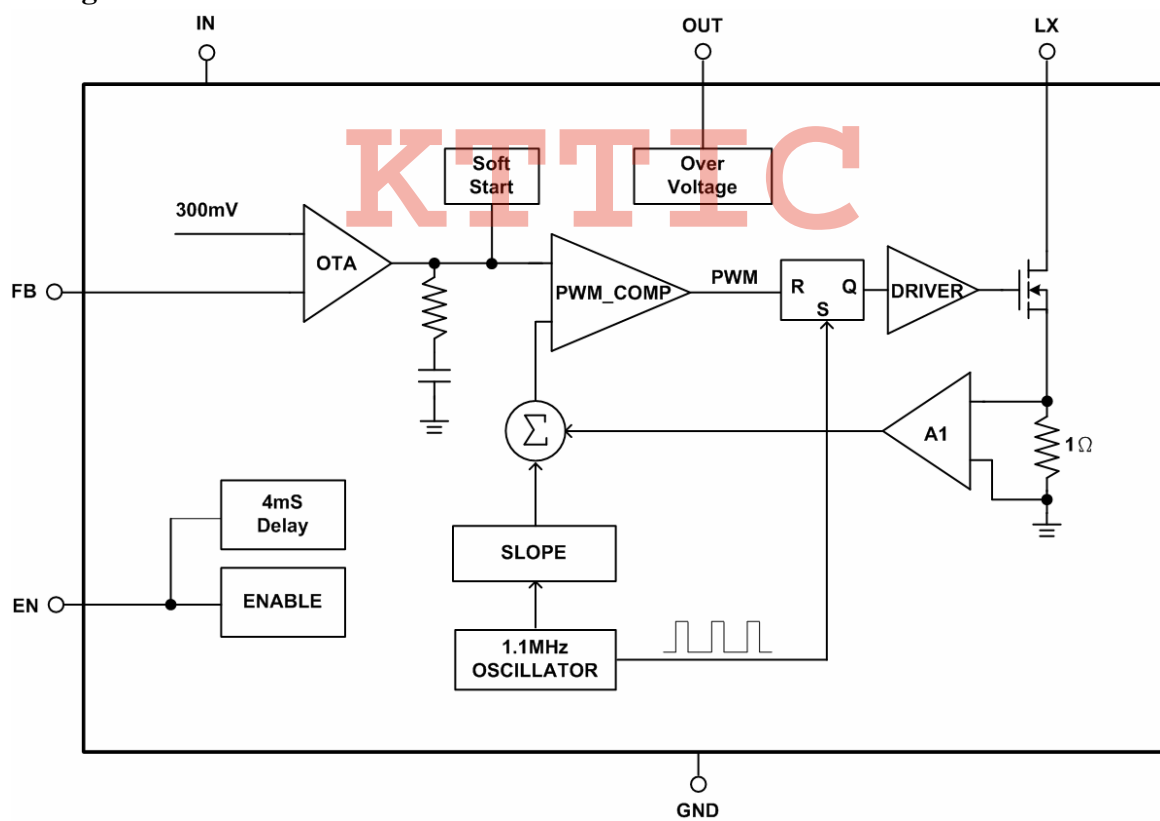 IN
OUT
LX
KTTIC
Soft
Start
Over
Voltage
300mV
OTA
FB
PWM_COMP
PWM
R
S
Q
DRIVER
Σ
A1
1Ω
4mS
Delay
SLOPE
EN
ENABLE
1.1MHz
OSCILLATOR
GND